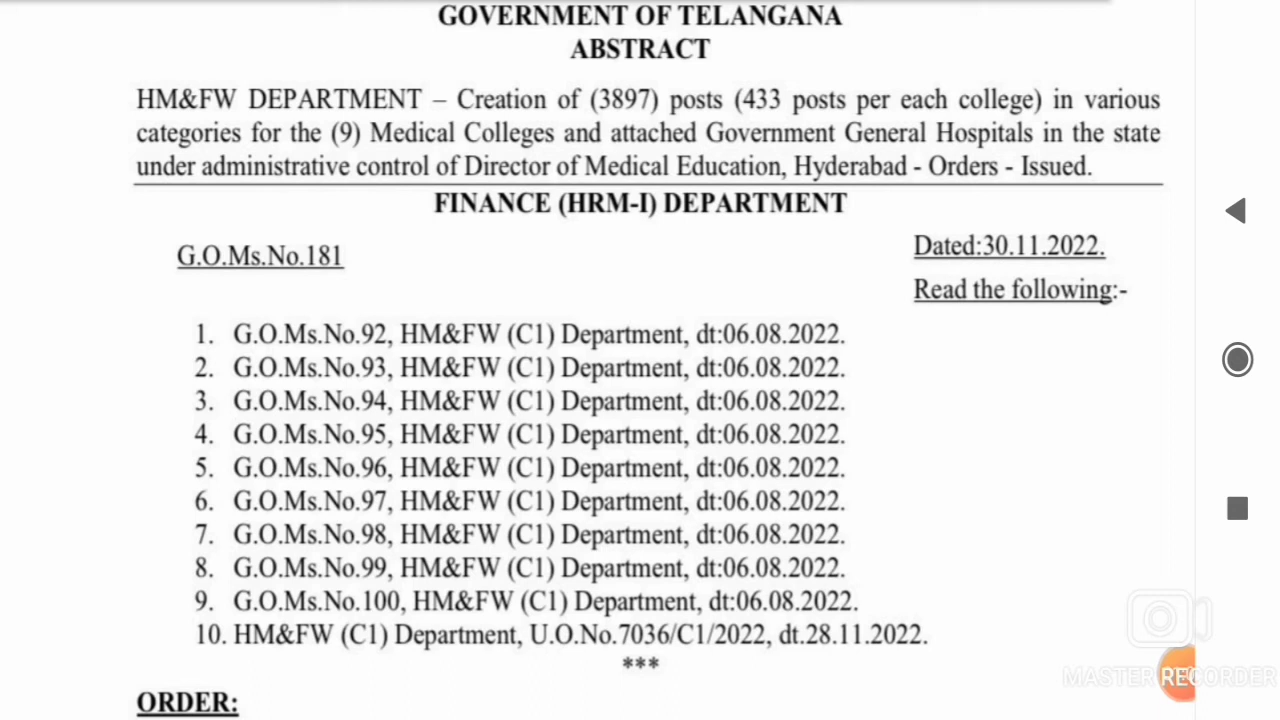 GOVERNMENT OF TELANGANA
ABSTRACT
HM&FW DEPARTMENT – Creation of (3897) posts (433 posts per each college) in various
categories for the (9) Medical Colleges and attached Government General Hospitals in the state
under administrative control of Director of Medical Education, Hyderabad - Orders - Issued.
FINANCE (HRM-I) DEPARTMENT
G.O.Ms.No.181
Dated:30.11.2022.
Read the following:-
1. G.O.Ms.No.92, HM&FW (C1) Department, dt:06.08.2022.
2. G.O.Ms.No.93, HM&FW (C1) Department, dt:06.08.2022.
3. G.O.Ms.No.94, HM&FW (C1) Department, dt:06.08.2022.
4. G.O.Ms.No.95, HM&FW (C1) Department, dt:06.08.2022.
5. G.O.Ms.No.96, HM&FW (C1) Department, dt:06.08.2022.
6. G.O.Ms.No.97, HM&FW (C1) Department, dt:06.08.2022.
7. G.O.Ms.No.98, HM&FW (C1) Department, dt:06.08.2022.
8. G.O.Ms.No.99, HM&FW (C1) Department, dt:06.08.2022.
9. G.O.Ms.No.100, HM&FW (C1) Department, dt:06.08.2022.
10. HM&FW (C1) Department, U.O.No.7036/C1/2022, dt.28.11.2022.
***
MASTER RECORDER
ORDER: